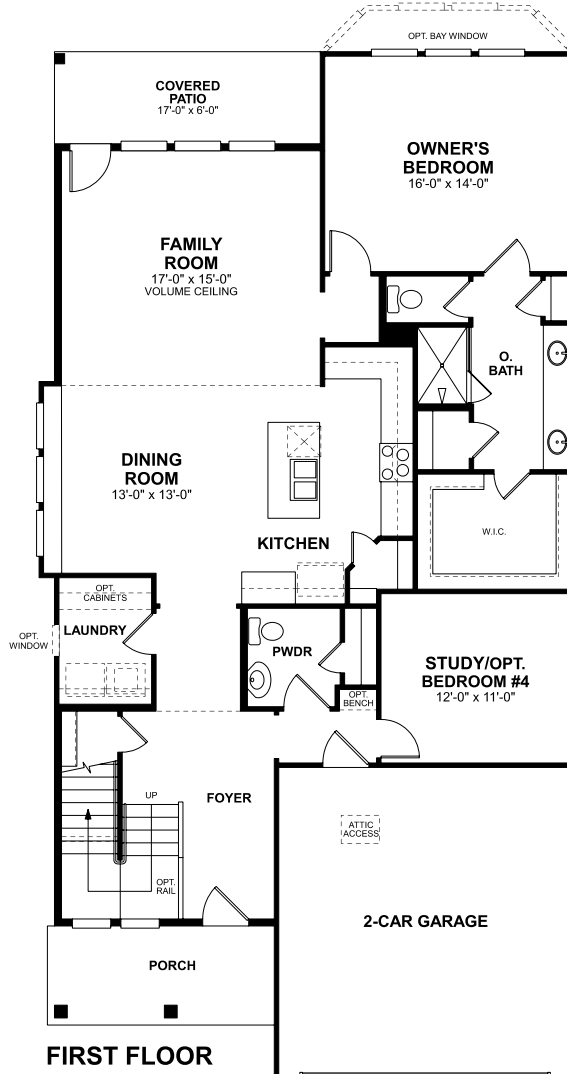 OPT. BAY WINDOW
COVERED
PATIO
17'-0" x 6'-0"
OWNER'S
BEDROOM
16'-0" x 14'-0"
FAMILY
ROOM
17'-0" x 15'-0"
VOLUME CEILING
O.
BATH
DINING
ROOM
13'-0" x 13'-0"
KITCHEN
W.I.C.
OPT.
CABINETS
LAUNDRY
OPT.
WINDOW
PWDR
STUDY/OPT.
BEDROOM #4
12'-0" x 11'-0"
OPT.
BENCH
UP
FOYER
ATTIC
ACCESS
OPT.
RAIL
2-CAR GARAGE
PORCH
FIRST FLOOR